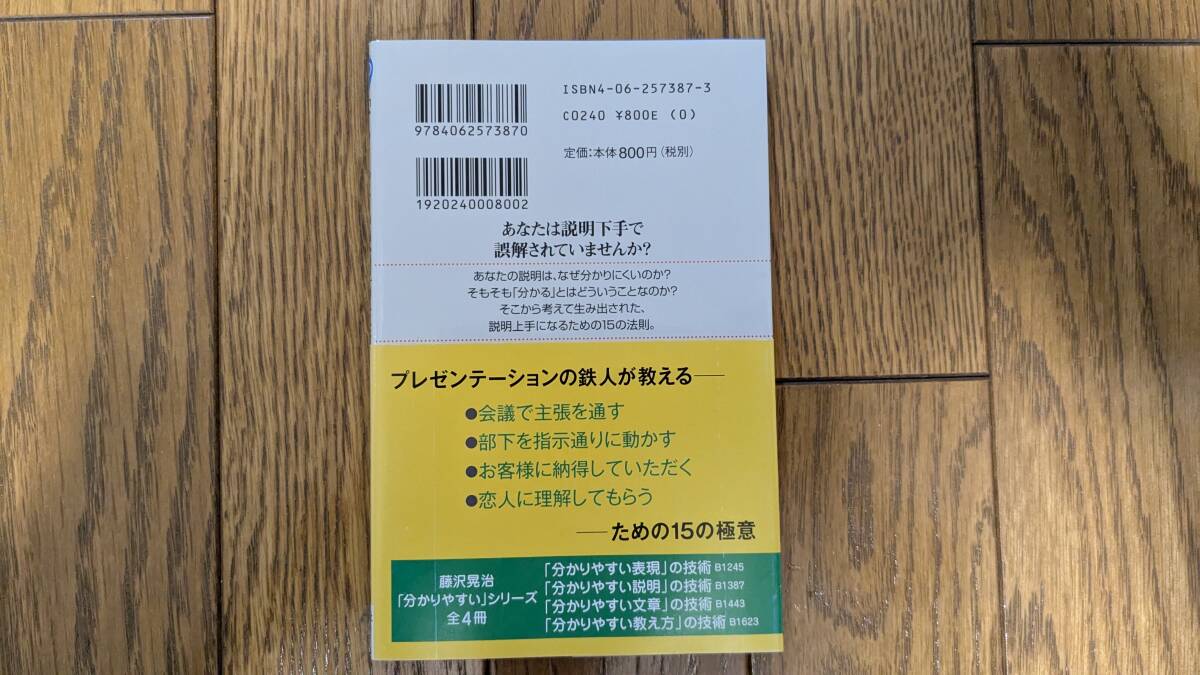 ISBN4-06-257387-3
9784062573870
C0240 ¥800E (0)
定価：本体800円（税別）
1920240008002
あなたは説明下手で
誤解されていませんか？
あなたの説明は、なぜ分かりにくいのか？
そもそも「分かる」とはどういうことなのか？
そこから考えて生み出された、
説明上手になるための15の法則。
プレゼンテーションの鉄人が教える――
●会議で主張を通す
●部下を指示通りに動かす
●お客様に納得していただく
●恋人に理解してもらう
――ための15の極意
藤沢晃治
「分かりやすい」シリーズ
全4冊
「分かりやすい表現」の技術 B1245
「分かりやすい説明」の技術 B1387
「分かりやすい文章」の技術 B1443
「分かりやすい教え方」の技術 B1623